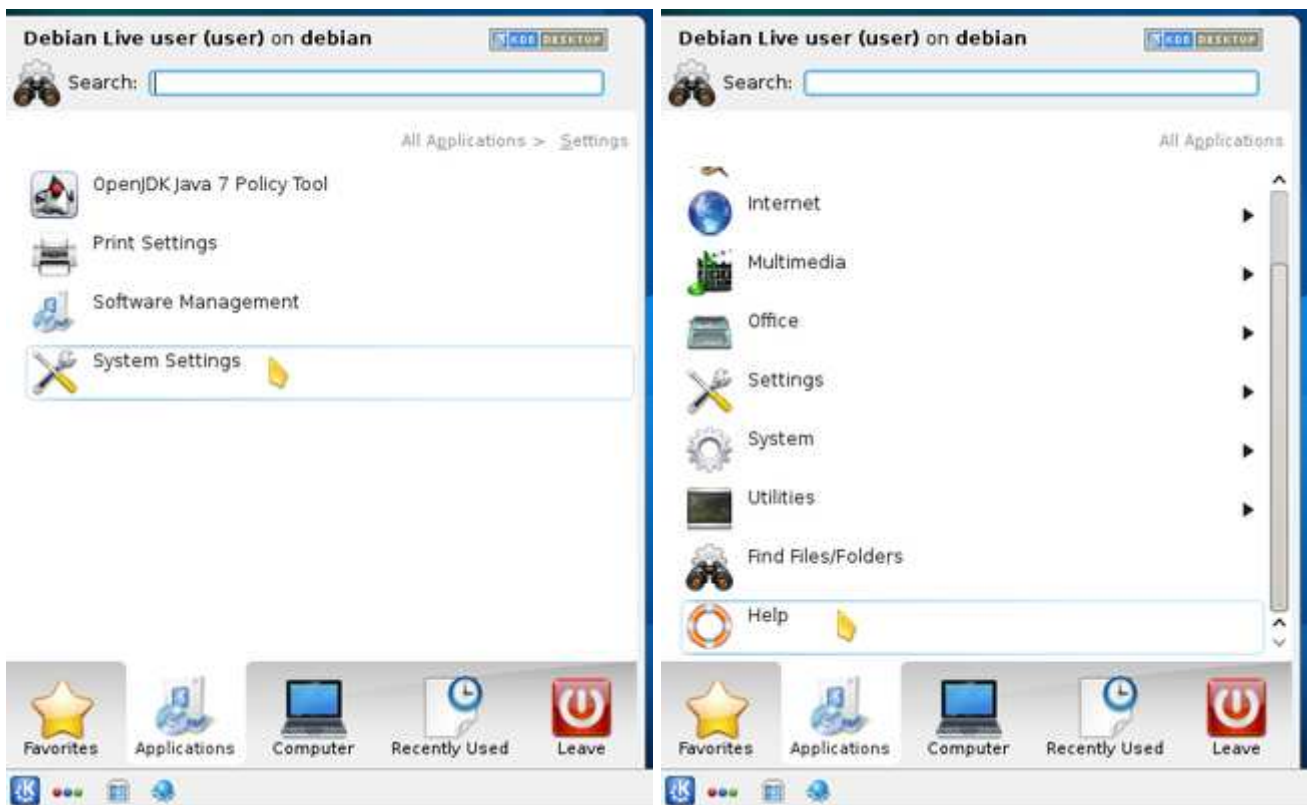 Debian Live user (user) on debian
KDE DESKTOP
Search:
All Applications > Settings
OpenJDK Java 7 Policy Tool
Print Settings
Software Management
System Settings
Favorites
Applications
Computer
Recently Used
Leave
Debian Live user (user) on debian
KDE DESKTOP
Search:
All Applications
Internet
Multimedia
Office
Settings
System
Utilities
Find Files/Folders
Help
Favorites
Applications
Computer
Recently Used
Leave